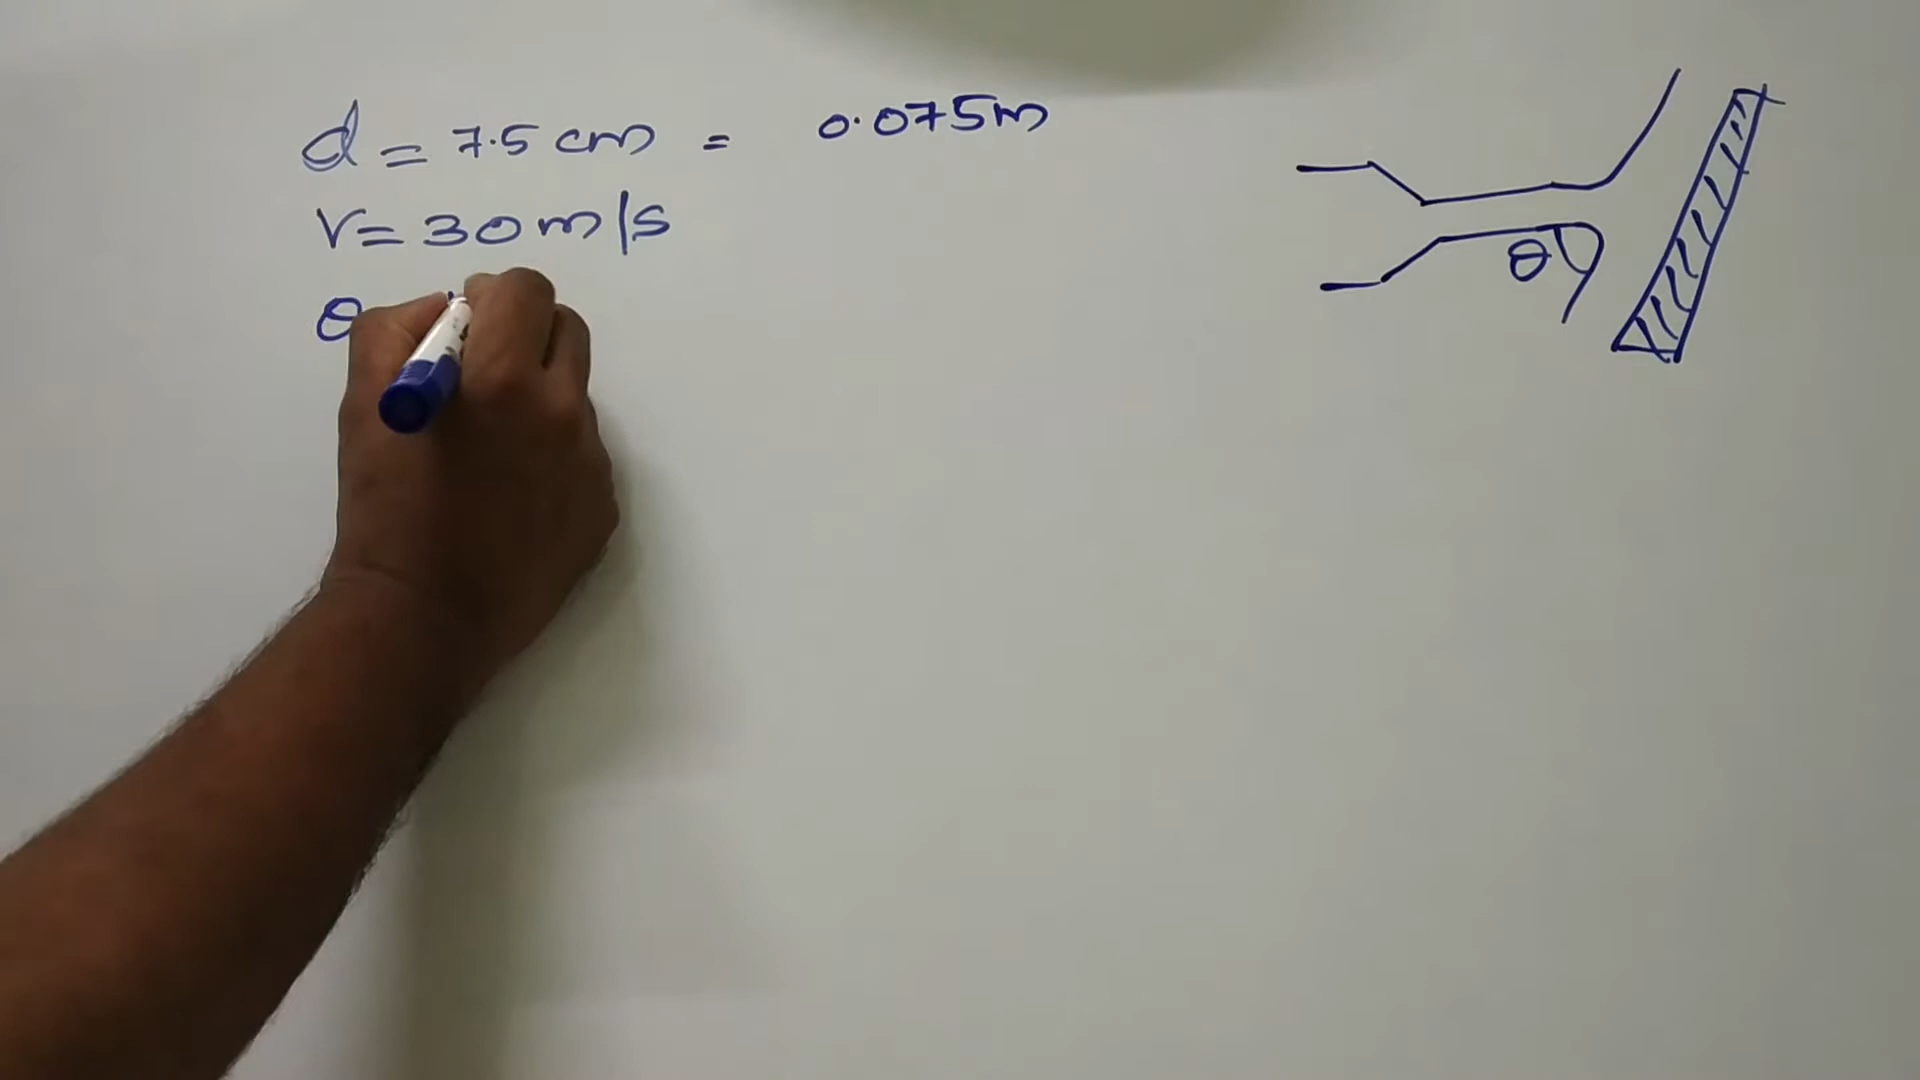 d = 7.5 cm = 0.075m
V = 30 m/s
θ
θ